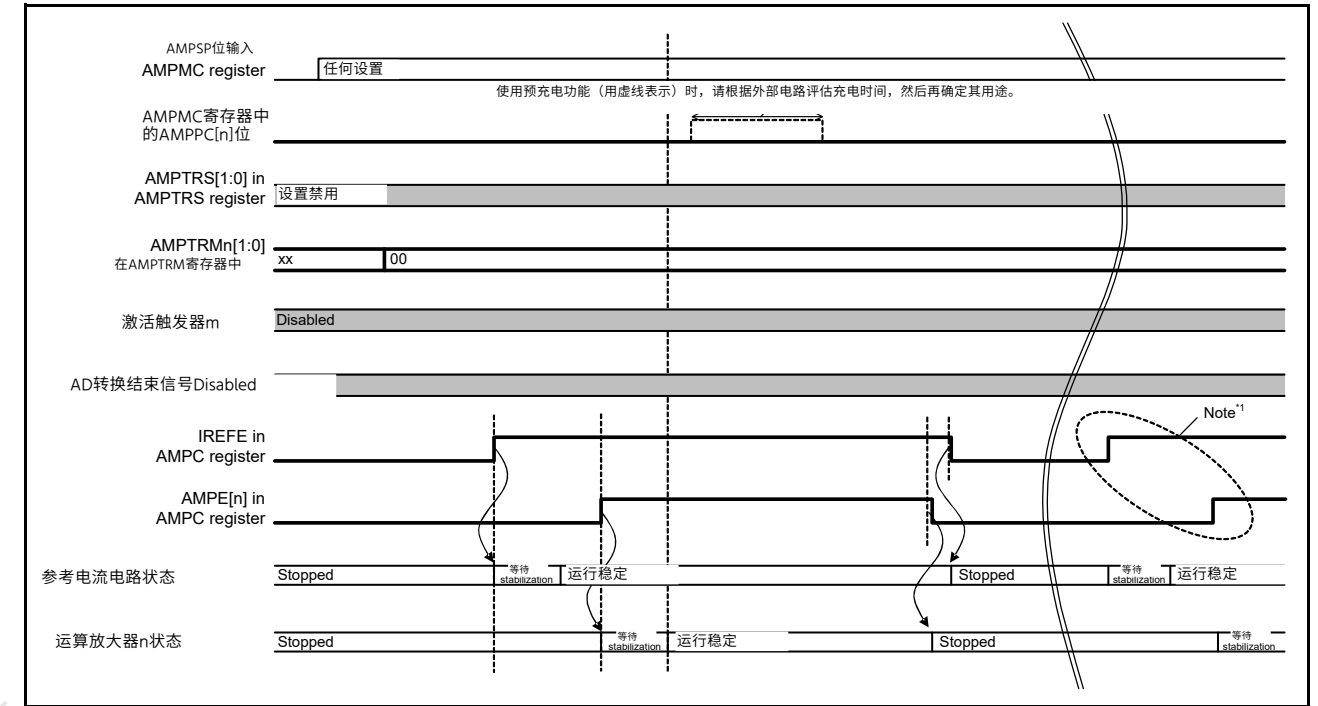 AMPSP位输入
AMPMC register
任何设置
使用预充电功能（用虚线表示）时，请根据外部电路评估充电时间，然后再确定其用途。
AMPMC寄存器中
的AMPPC[n]位
AMPTRS[1:0] in
AMPTRS register
设置禁用
AMPTRMn[1:0]
在AMPTRM寄存器中
xx
00
激活触发器m
Disabled
AD转换结束信号Disabled
Note*1
IREFE in
AMPC register
AMPE[n] in
AMPC register
参考电流电路状态
Stopped
等待
stabilization
运行稳定
Stopped
等待
stabilization
运行稳定
运算放大器n状态
Stopped
等待
stabilization
运行稳定
Stopped
等待
stabilization